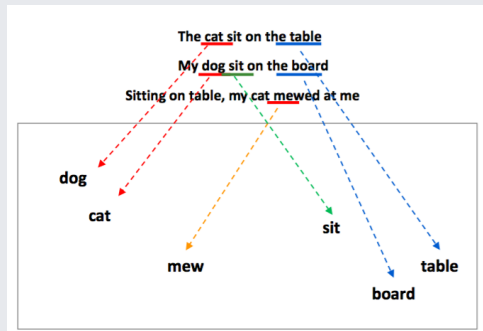 The cat sit on the table
My dog sit on the board
Sitting on table, my cat mewed at me
dog
cat
sit
mew
table
board